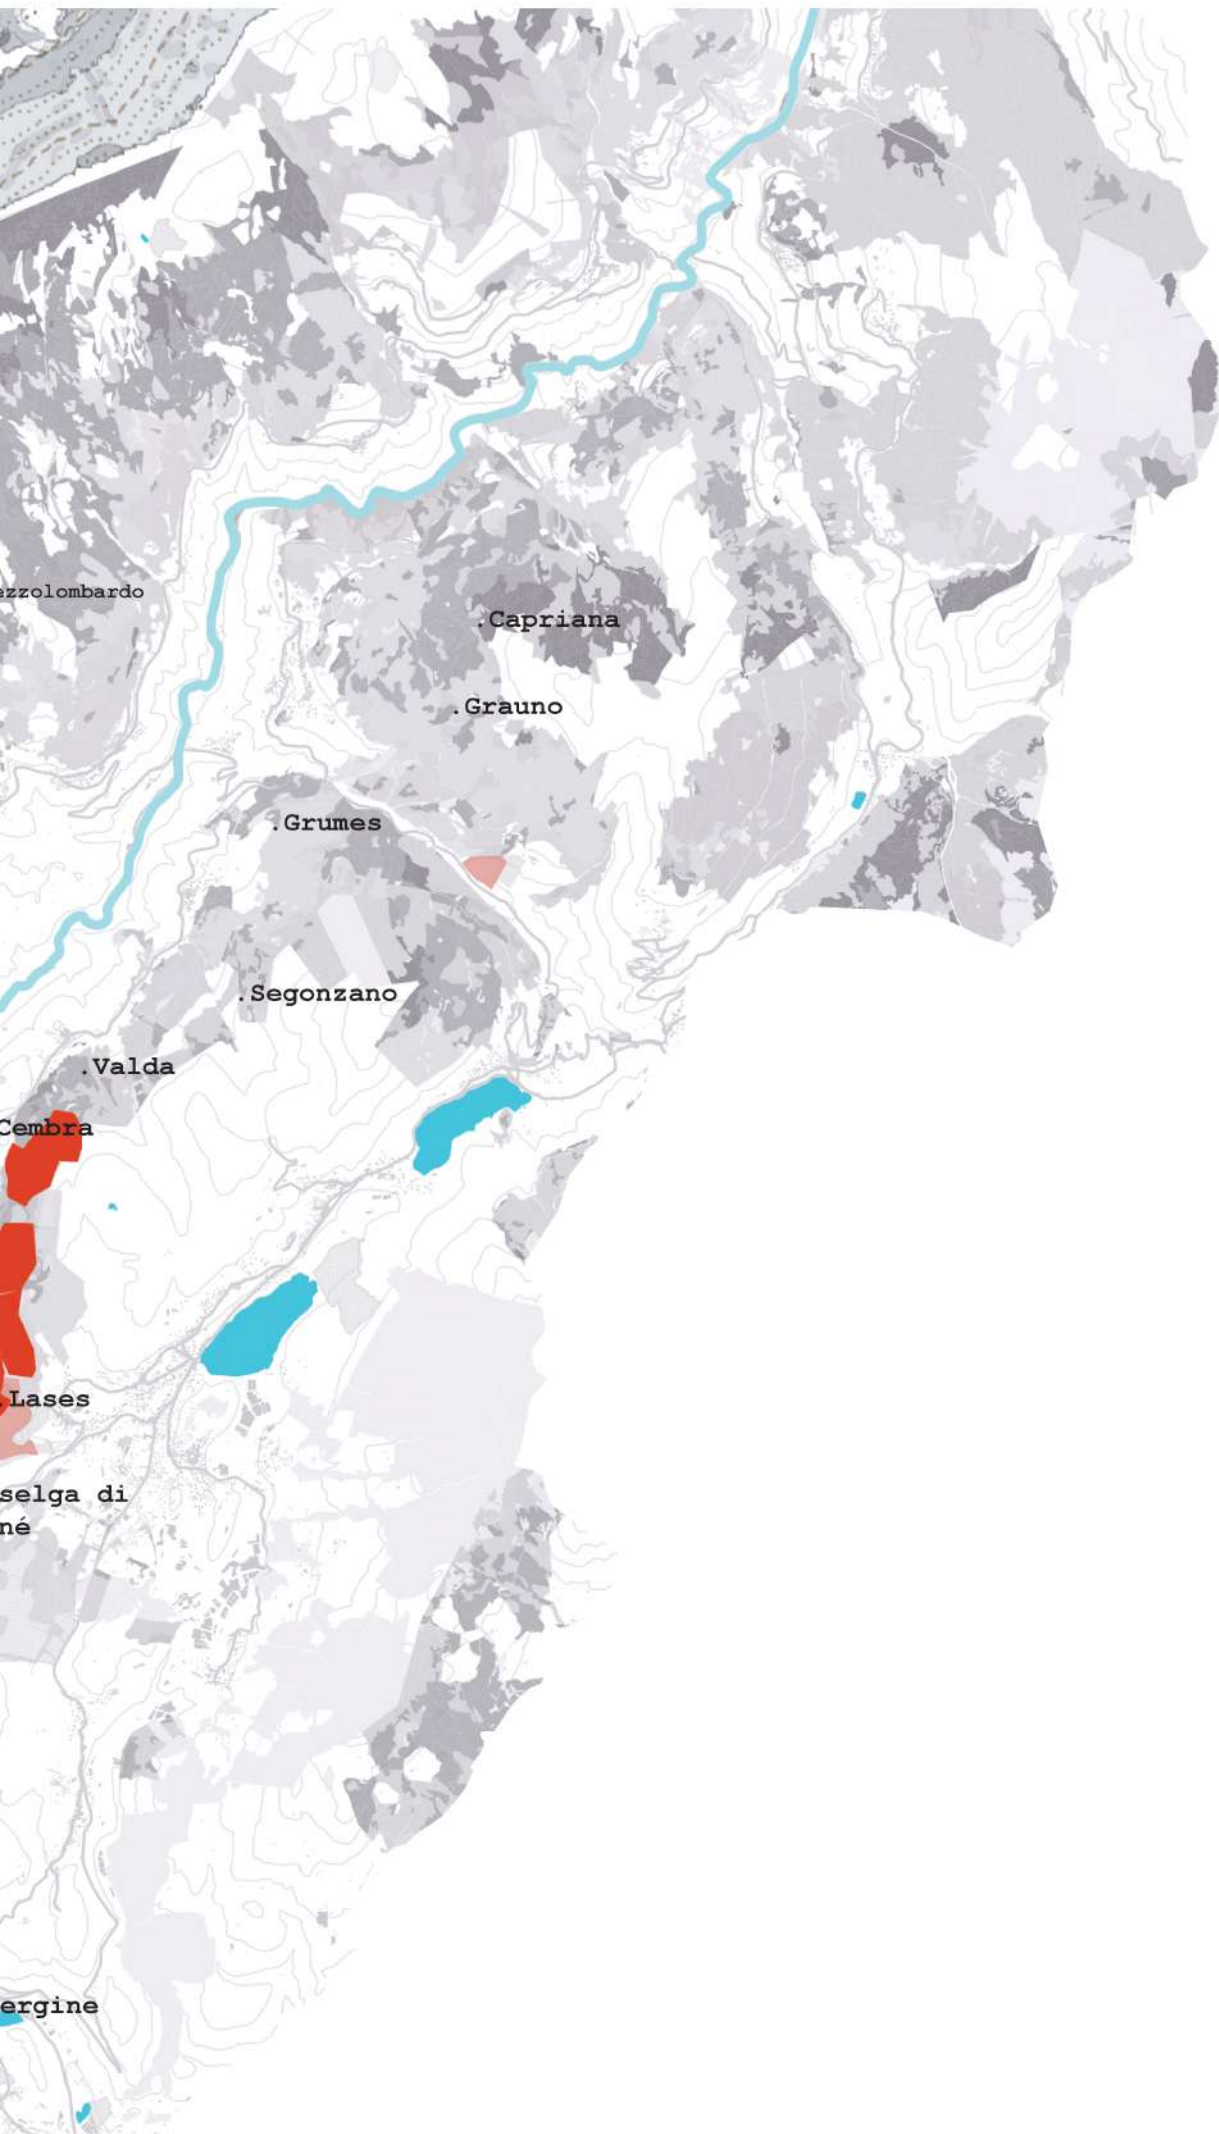 ezzolombardo
.Capriana
.Grauno
.Grumes
.Segonzano
.Valda
Cembra
.Lases
selga di
né
ergine